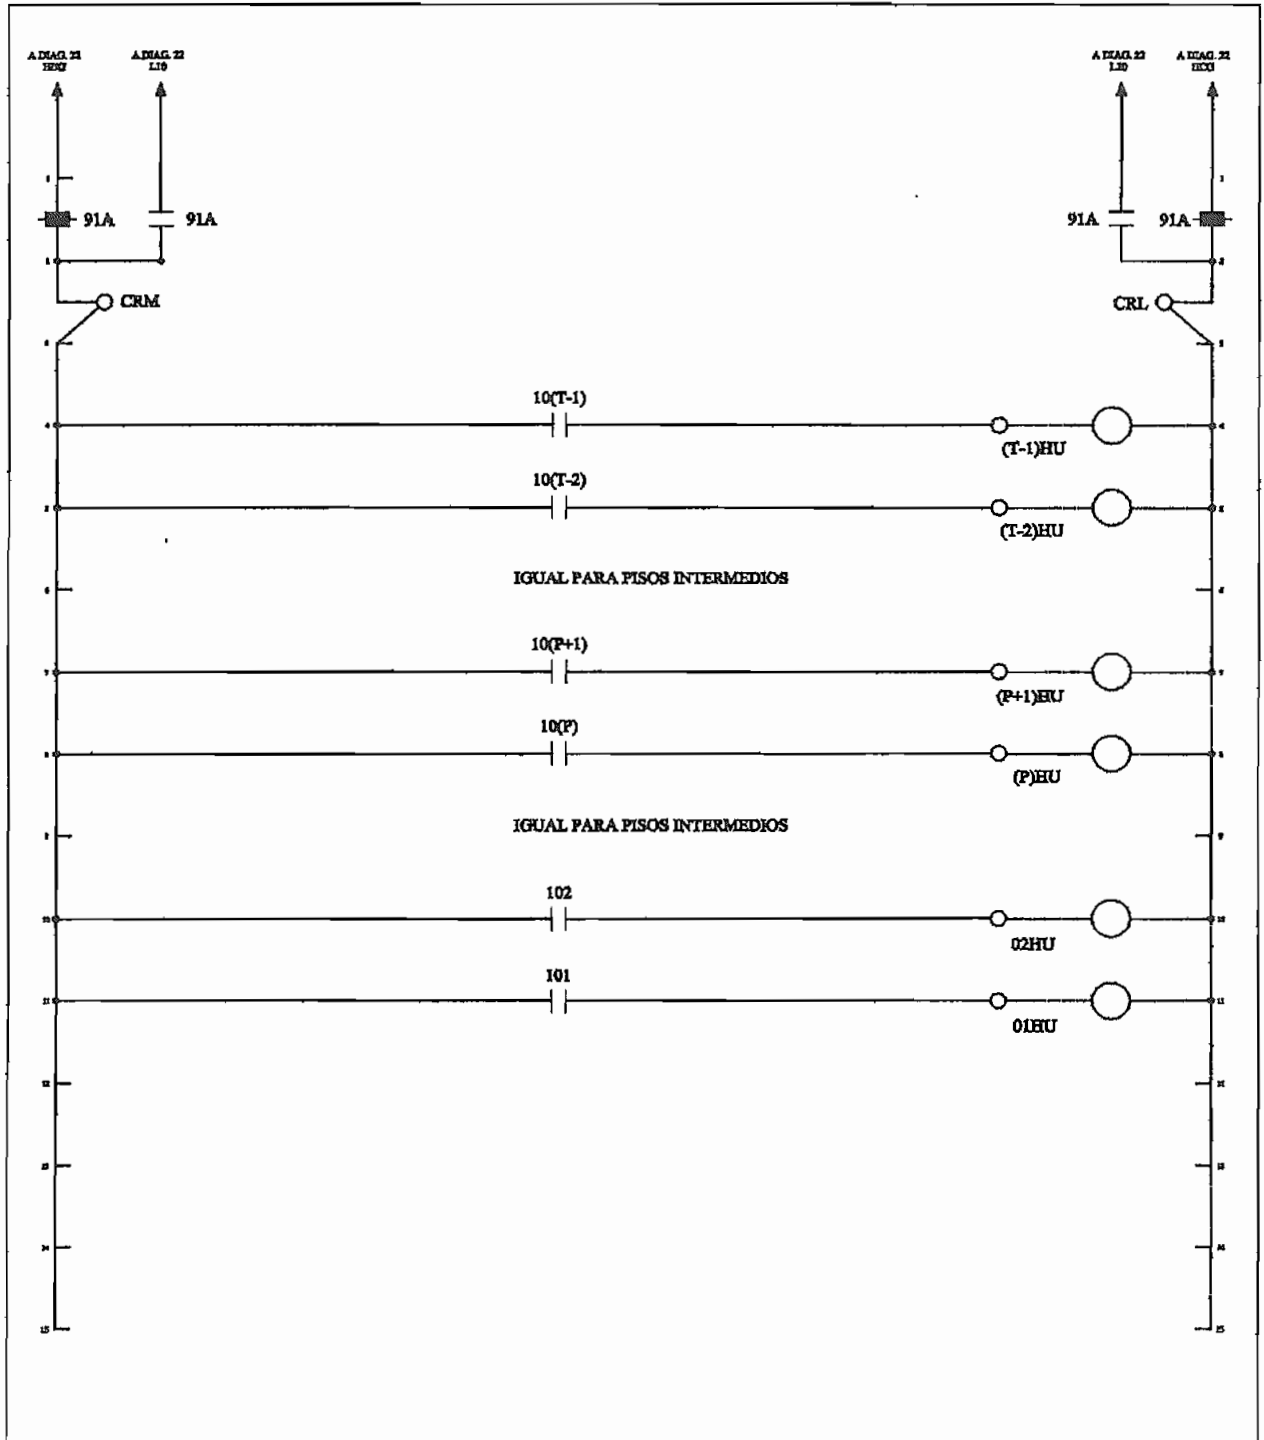 A DIAG. 22
A DIAG. 22
L10
A DIAG. 22
L10
A DIAG. 22
91A
91A
91A
91A
CRM
CRL
10(T-1)
(T-1)HU
10(T-2)
(T-2)HU
IGUAL PARA PISOS INTERMEDIOS
10(P+1)
(P+1)HU
10(P)
(P)HU
IGUAL PARA PISOS INTERMEDIOS
102
02HU
101
01HU